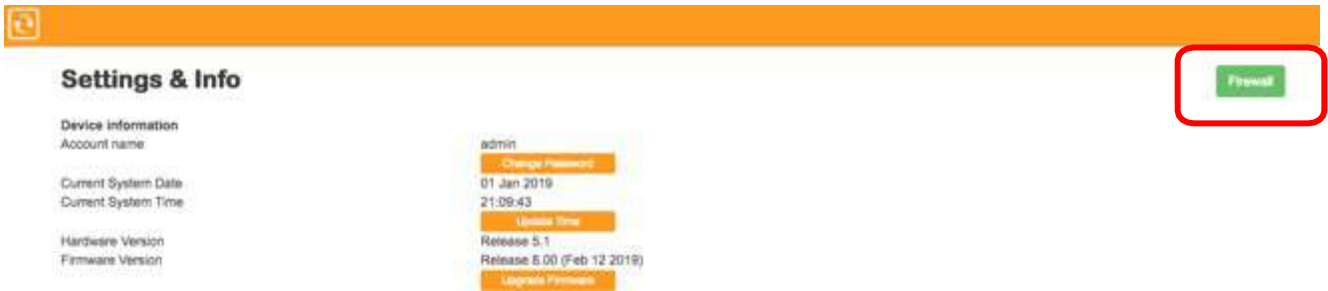 Settings & Info
Firewall
Device information
Account name admin
Change Password
Current System Date 01 Jan 2019
Current System Time 21:09:43
Update Time
Hardware Version Release 5.1
Firmware Version Release 8.00 (Feb 12 2019)
Upgrade Firmware